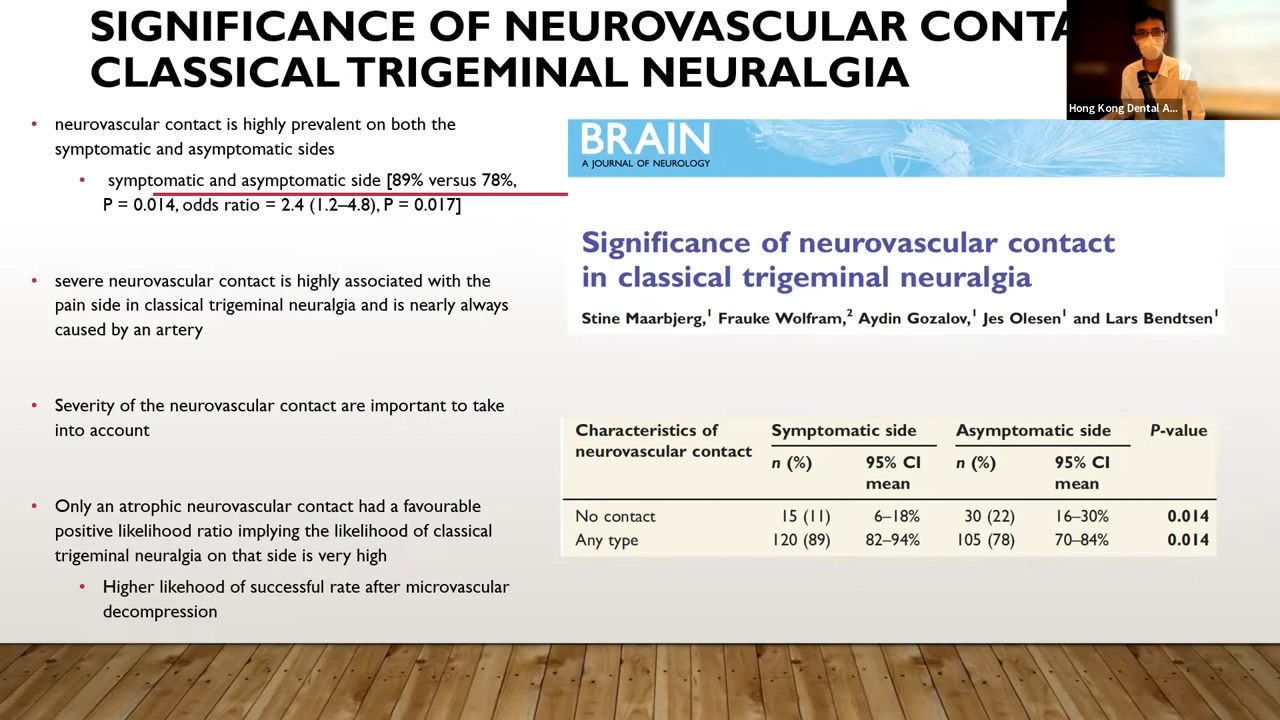 SIGNIFICANCE OF NEUROVASCULAR
CLASSICAL TRIGEMINAL NEURALGIA
Hong Kong Dental A...
neurovascular contact is highly prevalent on both the
symptomatic and asymptomatic sides
symptomatic and asymptomatic side [89% versus 78%,
P = 0.014, odds ratio = 2.4 (1.2–4.8), P = 0.017]
severe neurovascular contact is highly associated with the
pain side in classical trigeminal neuralgia and is nearly always
caused by an artery
Severity of the neurovascular contact are important to take
into account
Only an atrophic neurovascular contact had a favourable
positive likelihood ratio implying the likelihood of classical
trigeminal neuralgia on that side is very high
Higher likehood of successful rate after microvascular
decompression
BRAIN
A JOURNAL OF NEUROLOGY
Significance of neurovascular contact
in classical trigeminal neuralgia
Stine Maarbjerg,1 Frauke Wolfram,2 Aydin Gozalov,1 Jes Olesen1 and Lars Bendtsen1
Characteristics of neurovascular contact Symptomatic side Asymptomatic side P-value
n (%) 95% CI mean n (%) 95% CI mean
No contact 15 (11) 6–18% 30 (22) 16–30% 0.014
Any type 120 (89) 82–94% 105 (78) 70–84% 0.014